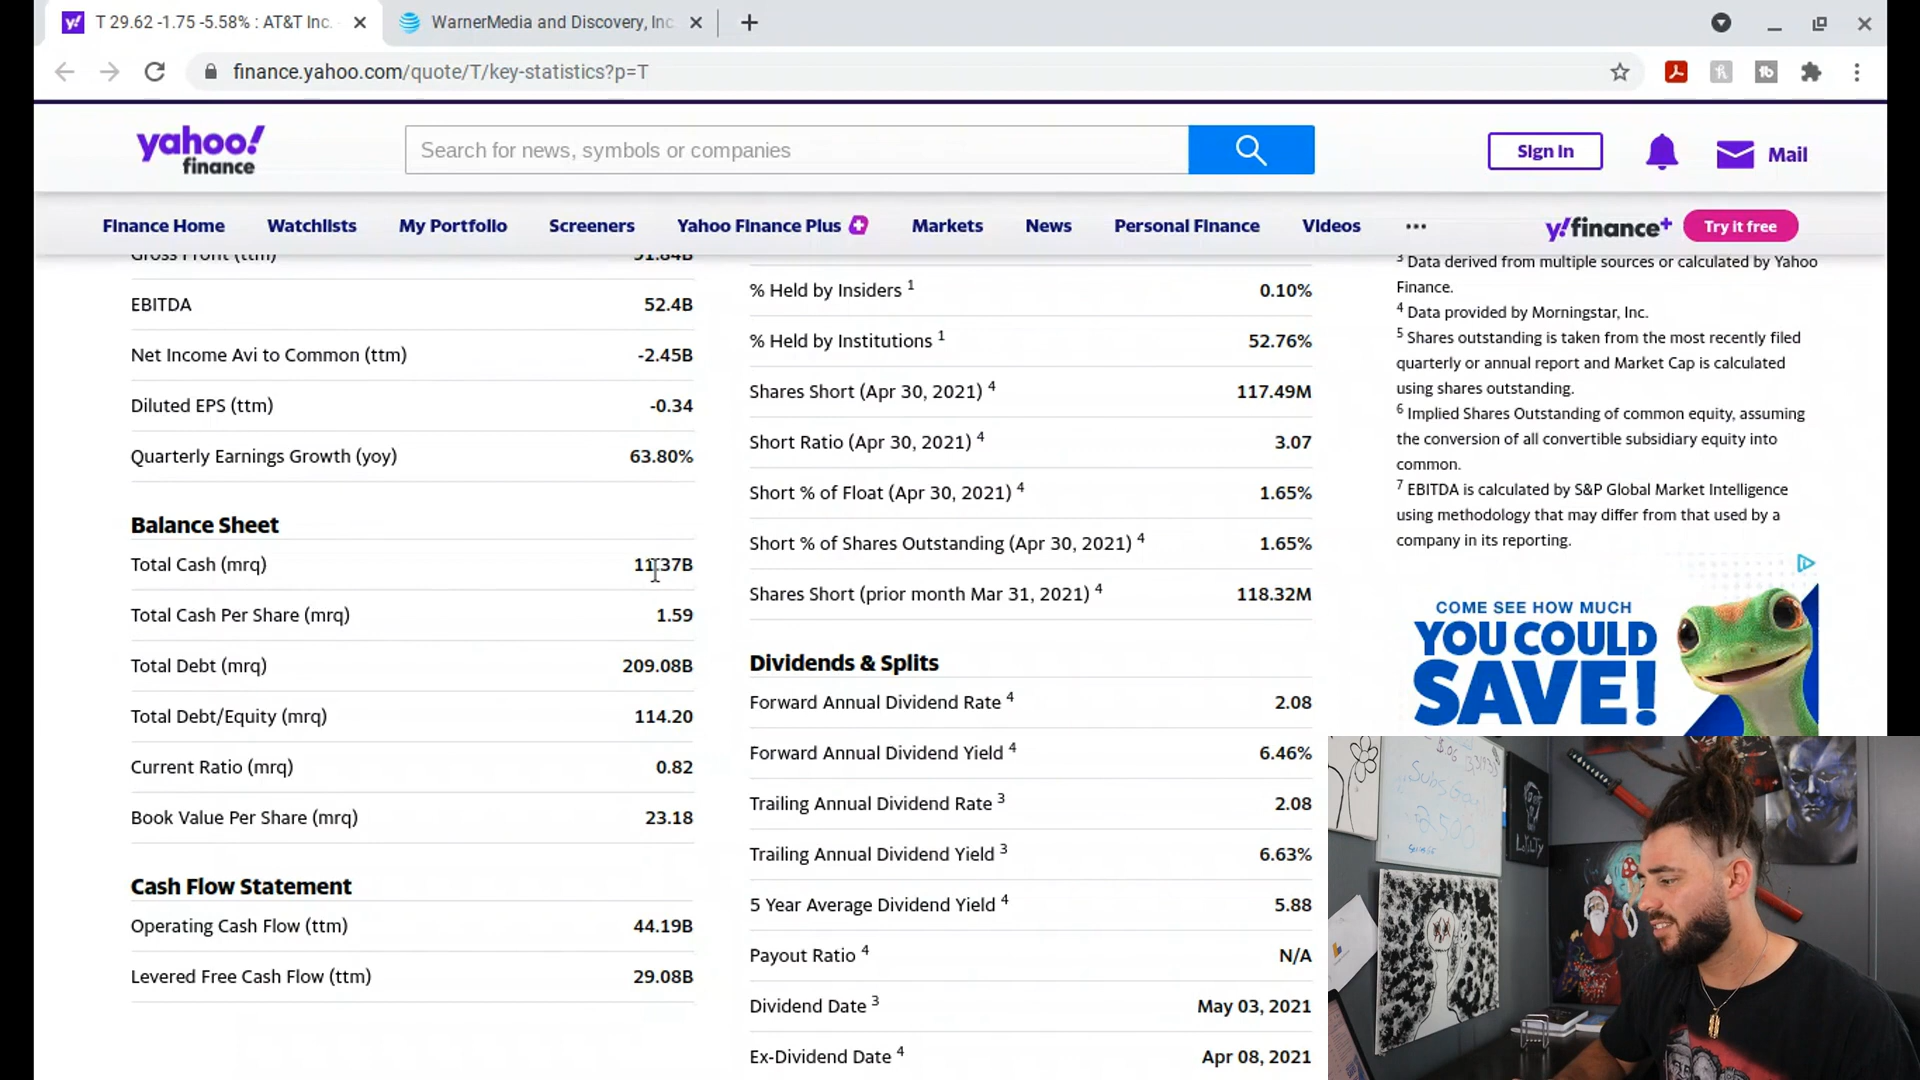 T 29.62 -1.75 -5.58% : AT&T Inc.
WarnerMedia and Discovery, Inc
finance.yahoo.com/quote/T/key-statistics?p=T
yahoo!
finance
Search for news, symbols or companies
Sign In
Mail
Finance Home Watchlists My Portfolio Screeners Yahoo Finance Plus Markets News Personal Finance Videos ...
y!finance+
Try it free
Gross Profit (ttm) 91.84B
EBITDA 52.4B
Net Income Avi to Common (ttm) -2.45B
Diluted EPS (ttm) -0.34
Quarterly Earnings Growth (yoy) 63.80%
Balance Sheet
Total Cash (mrq) 11.37B
Total Cash Per Share (mrq) 1.59
Total Debt (mrq) 209.08B
Total Debt/Equity (mrq) 114.20
Current Ratio (mrq) 0.82
Book Value Per Share (mrq) 23.18
Cash Flow Statement
Operating Cash Flow (ttm) 44.19B
Levered Free Cash Flow (ttm) 29.08B
% Held by Insiders 1 0.10%
% Held by Institutions 1 52.76%
Shares Short (Apr 30, 2021) 4 117.49M
Short Ratio (Apr 30, 2021) 4 3.07
Short % of Float (Apr 30, 2021) 4 1.65%
Short % of Shares Outstanding (Apr 30, 2021) 4 1.65%
Shares Short (prior month Mar 31, 2021) 4 118.32M
Dividends & Splits
Forward Annual Dividend Rate 4 2.08
Forward Annual Dividend Yield 4 6.46%
Trailing Annual Dividend Rate 3 2.08
Trailing Annual Dividend Yield 3 6.63%
5 Year Average Dividend Yield 4 5.88
Payout Ratio 4 N/A
Dividend Date 3 May 03, 2021
Ex-Dividend Date 4 Apr 08, 2021
3 Data derived from multiple sources or calculated by Yahoo
Finance.
4 Data provided by Morningstar, Inc.
5 Shares outstanding is taken from the most recently filed
quarterly or annual report and Market Cap is calculated
using shares outstanding.
6 Implied Shares Outstanding of common equity, assuming
the conversion of all convertible subsidiary equity into
common.
7 EBITDA is calculated by S&P Global Market Intelligence
using methodology that may differ from that used by a
company in its reporting.
COME SEE HOW MUCH
YOU COULD
SAVE!
Subs Goal
2500
LOYALTY